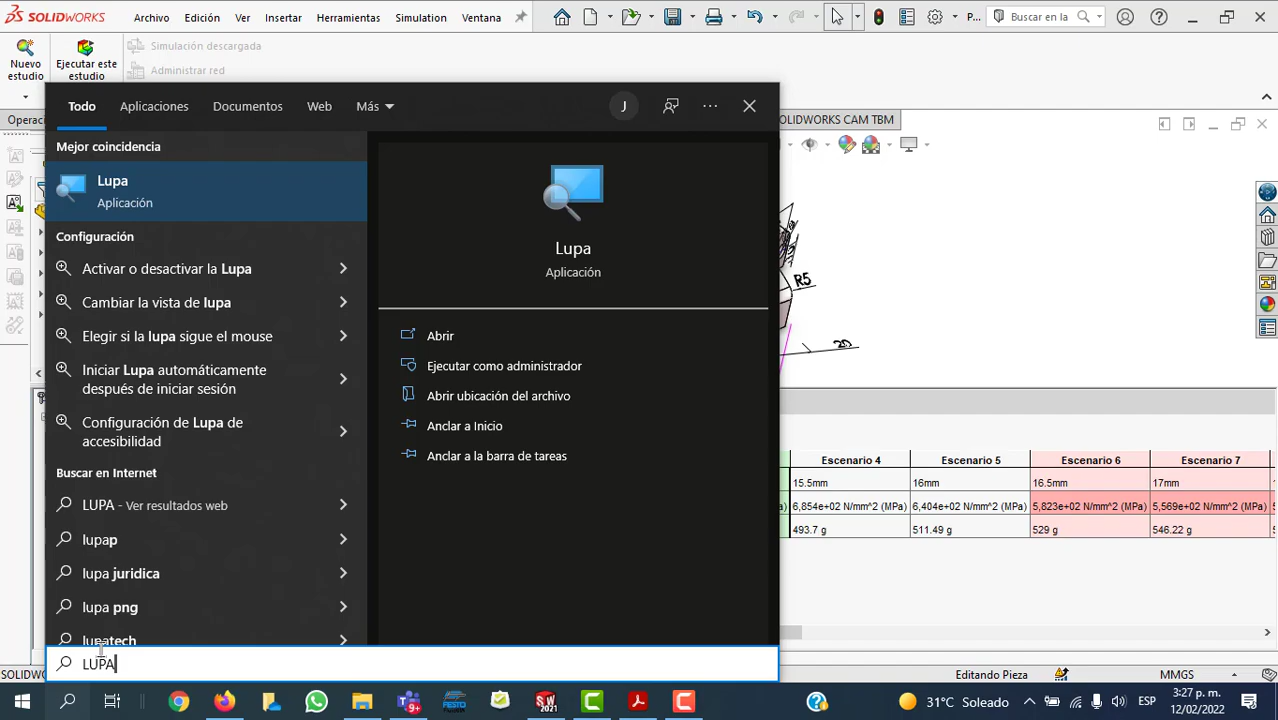 SOLIDWORKS Archivo Edición Ver Insertar Herramientas Simulation Ventana P... Buscar en la
Nuevo estudio
Ejecutar este estudio
Simulación descargada
Administrar red
Operaci
OLIDWORKS CAM TBM
Todo Aplicaciones Documentos Web Más J
Mejor coincidencia
Lupa
Aplicación
Configuración
Activar o desactivar la Lupa
Cambiar la vista de lupa
Elegir si la lupa sigue el mouse
Iniciar Lupa automáticamente
después de iniciar sesión
Configuración de Lupa de
accesibilidad
Buscar en Internet
LUPA - Ver resultados web
lupap
lupa juridica
lupa png
lupatech
LUPA
Lupa
Aplicación
Abrir
Ejecutar como administrador
Abrir ubicación del archivo
Anclar a Inicio
Anclar a la barra de tareas
R5
20
Escenario 4 Escenario 5 Escenario 6 Escenario 7
15.5mm 16mm 16.5mm 17mm
) 6,854e+02 N/mm^2 (MPa) 6,404e+02 N/mm^2 (MPa) 5,823e+02 N/mm^2 (MPa) 5,569e+02 N/mm^2 (MPa)
493.7 g 511.49 g 529 g 546.22 g
SOLIDWO Editando Pieza MMGS
FESTO SW 2021 9+ 31°C Soleado ESP 3:27 p. m.
12/02/2022